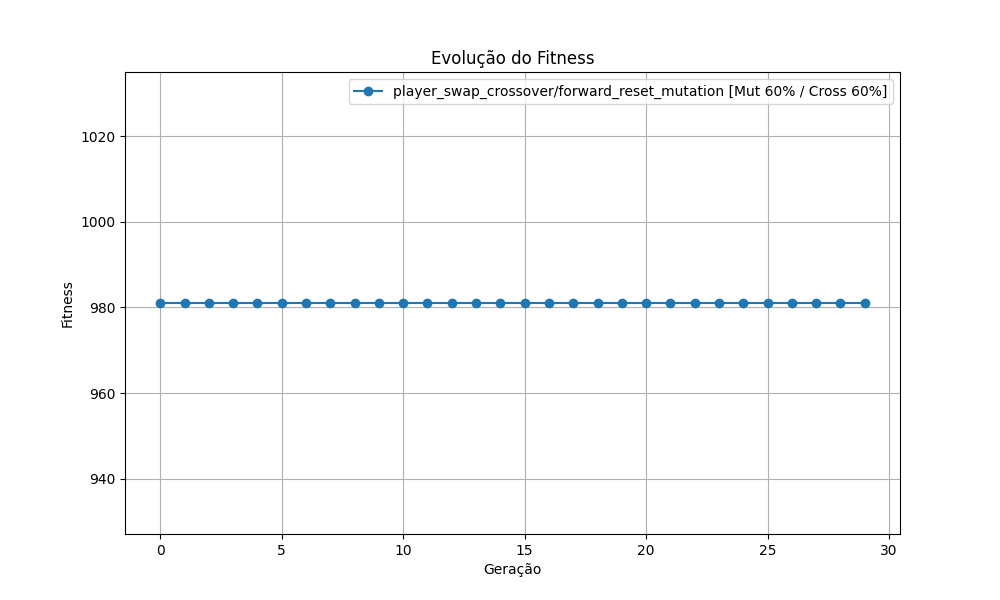 Evolução do Fitness
player_swap_crossover/forward_reset_mutation [Mut 60% / Cross 60%]
Fitness
1020
1000
980
960
940
0 5 10 15 20 25 30
Geração